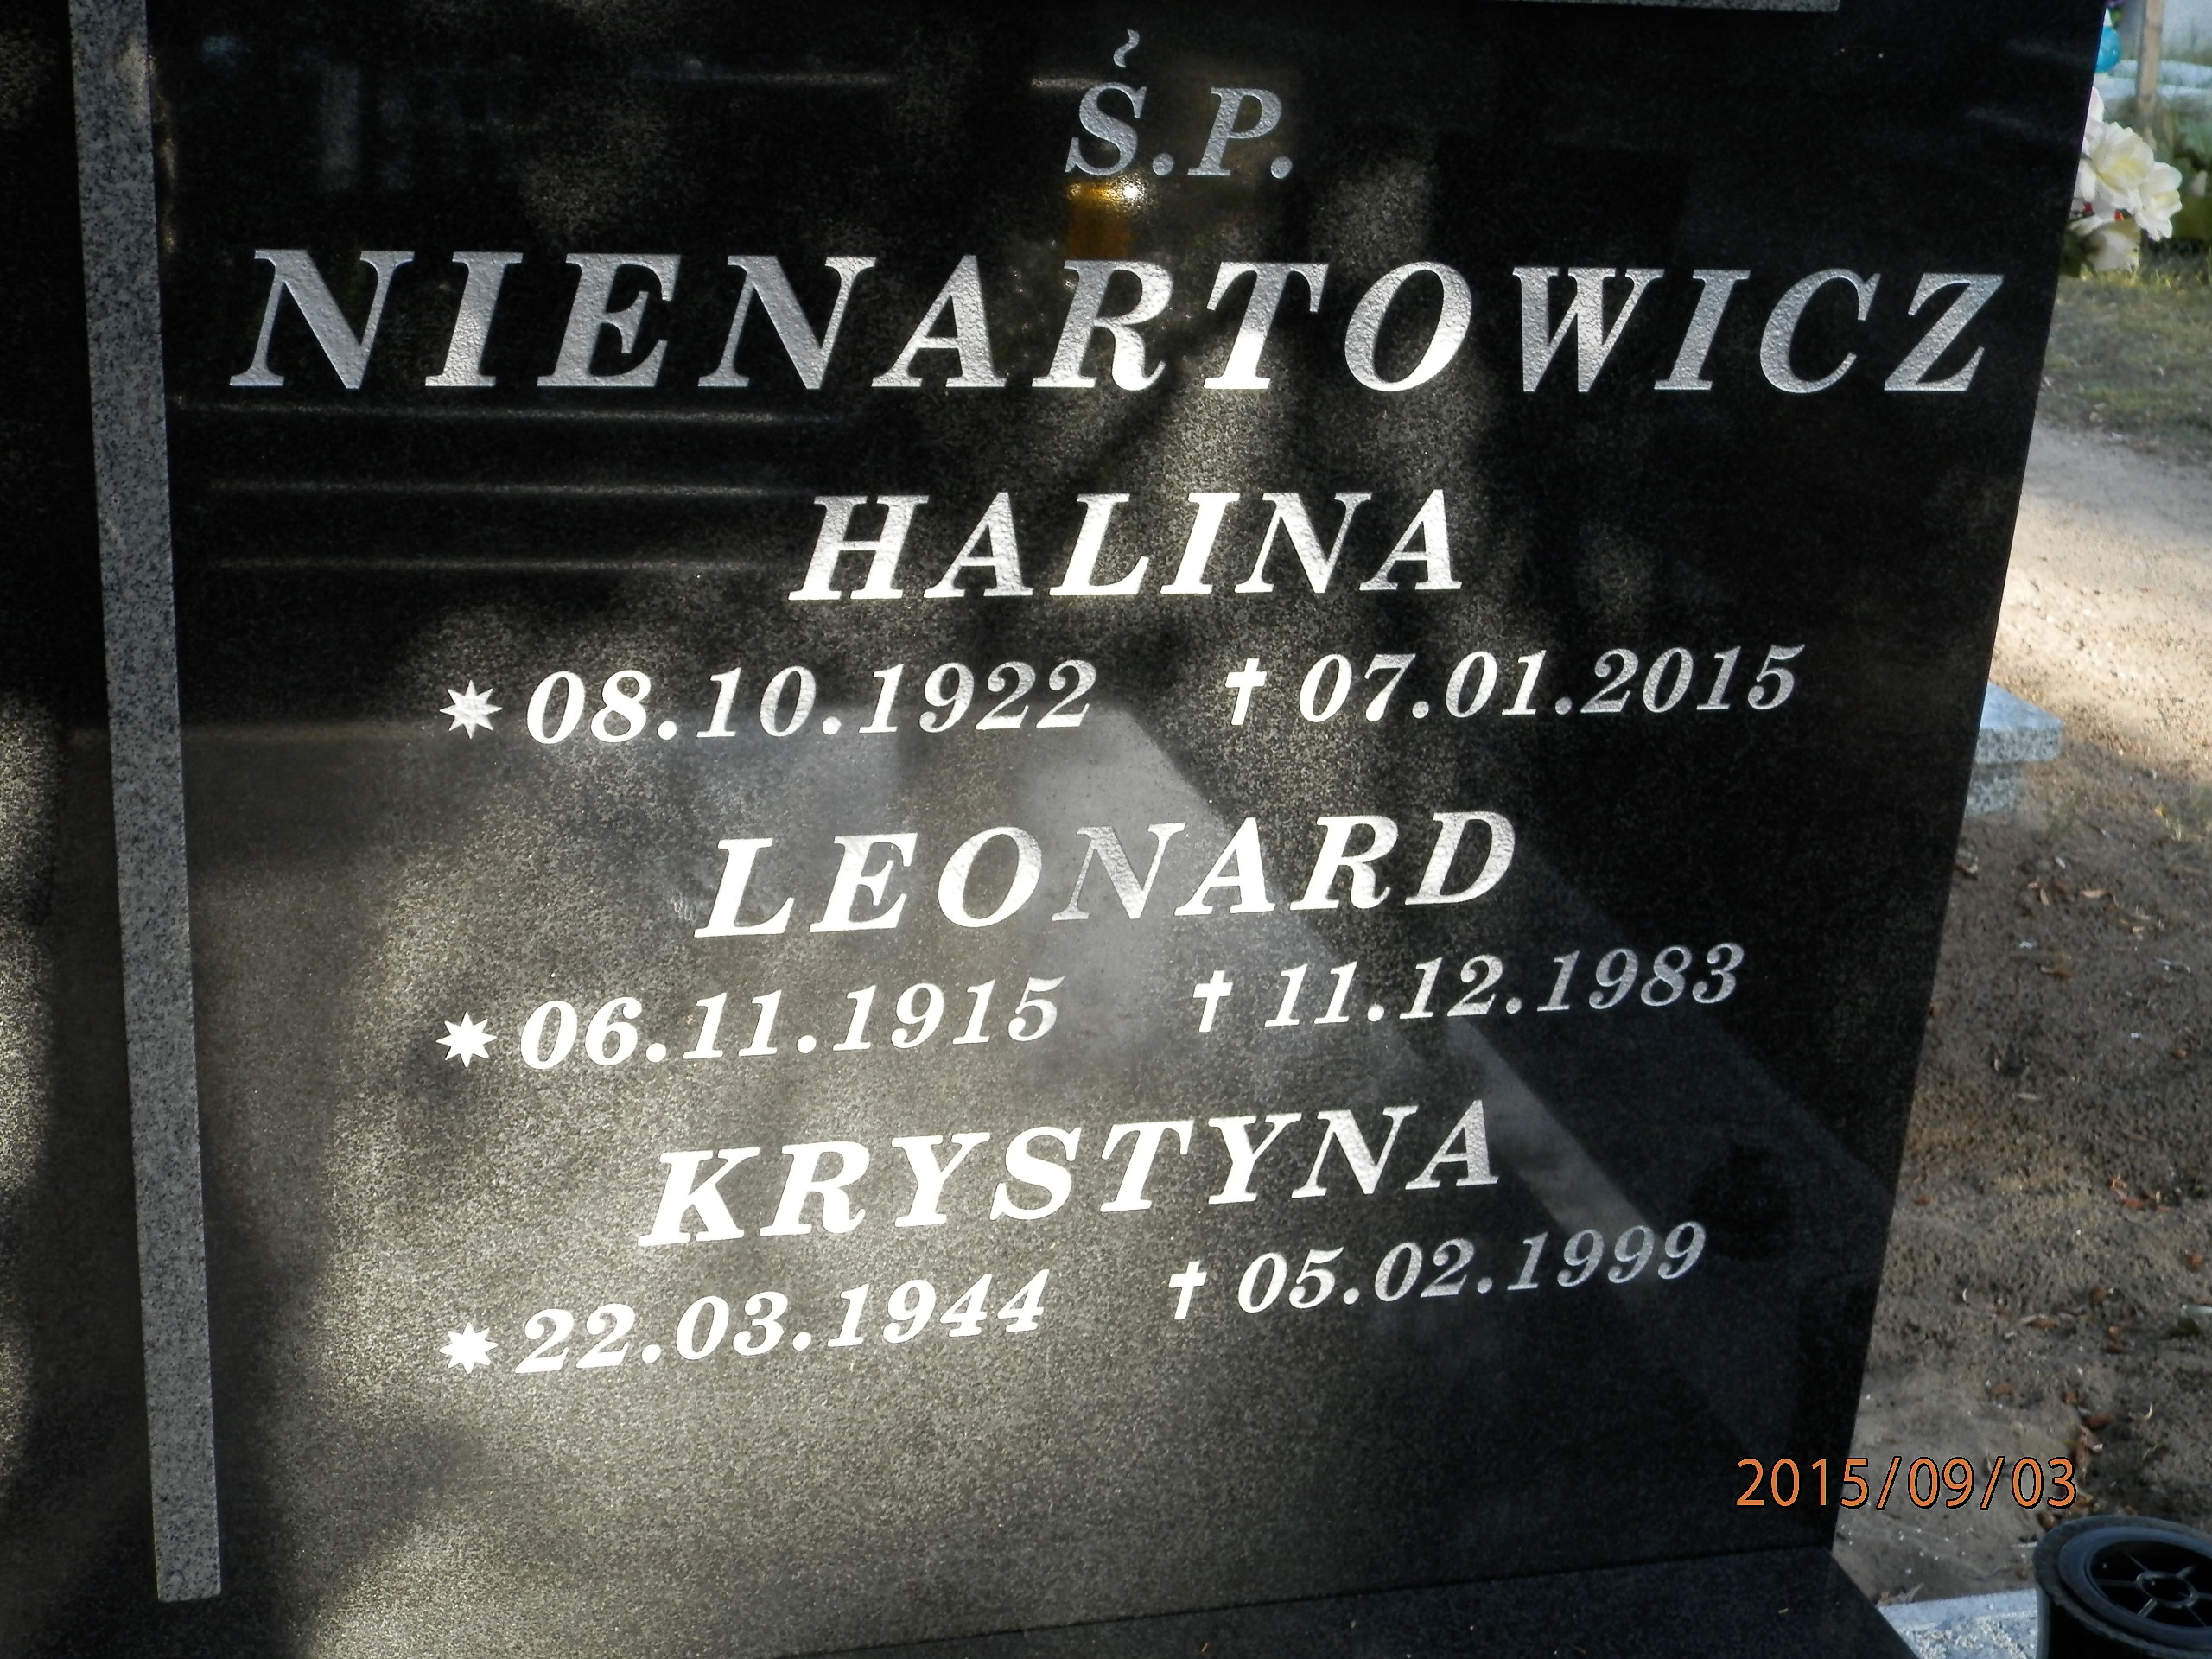 Ś.P.
NIENARTOWICZ
HALINA
✷ 08.10.1922 † 07.01.2015
LEONARD
✷ 06.11.1915 † 11.12.1983
KRYSTYNA
✷ 22.03.1944 † 05.02.1999
2015/09/03